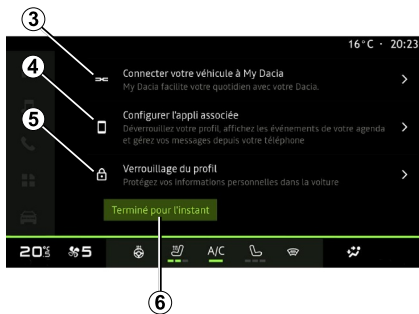 3
16°C · 20:23
Connecter votre véhicule à My Dacia
My Dacia facilite votre quotidien avec votre Dacia.
4
Configurer l'appli associée
Déverrouillez votre profil, affichez les événements de votre agenda
et gérez vos messages depuis votre téléphone
5
Verrouillage du profil
Protégez vos informations personnelles dans la voiture
Terminé pour l'instant
20°5 5 A/C
6